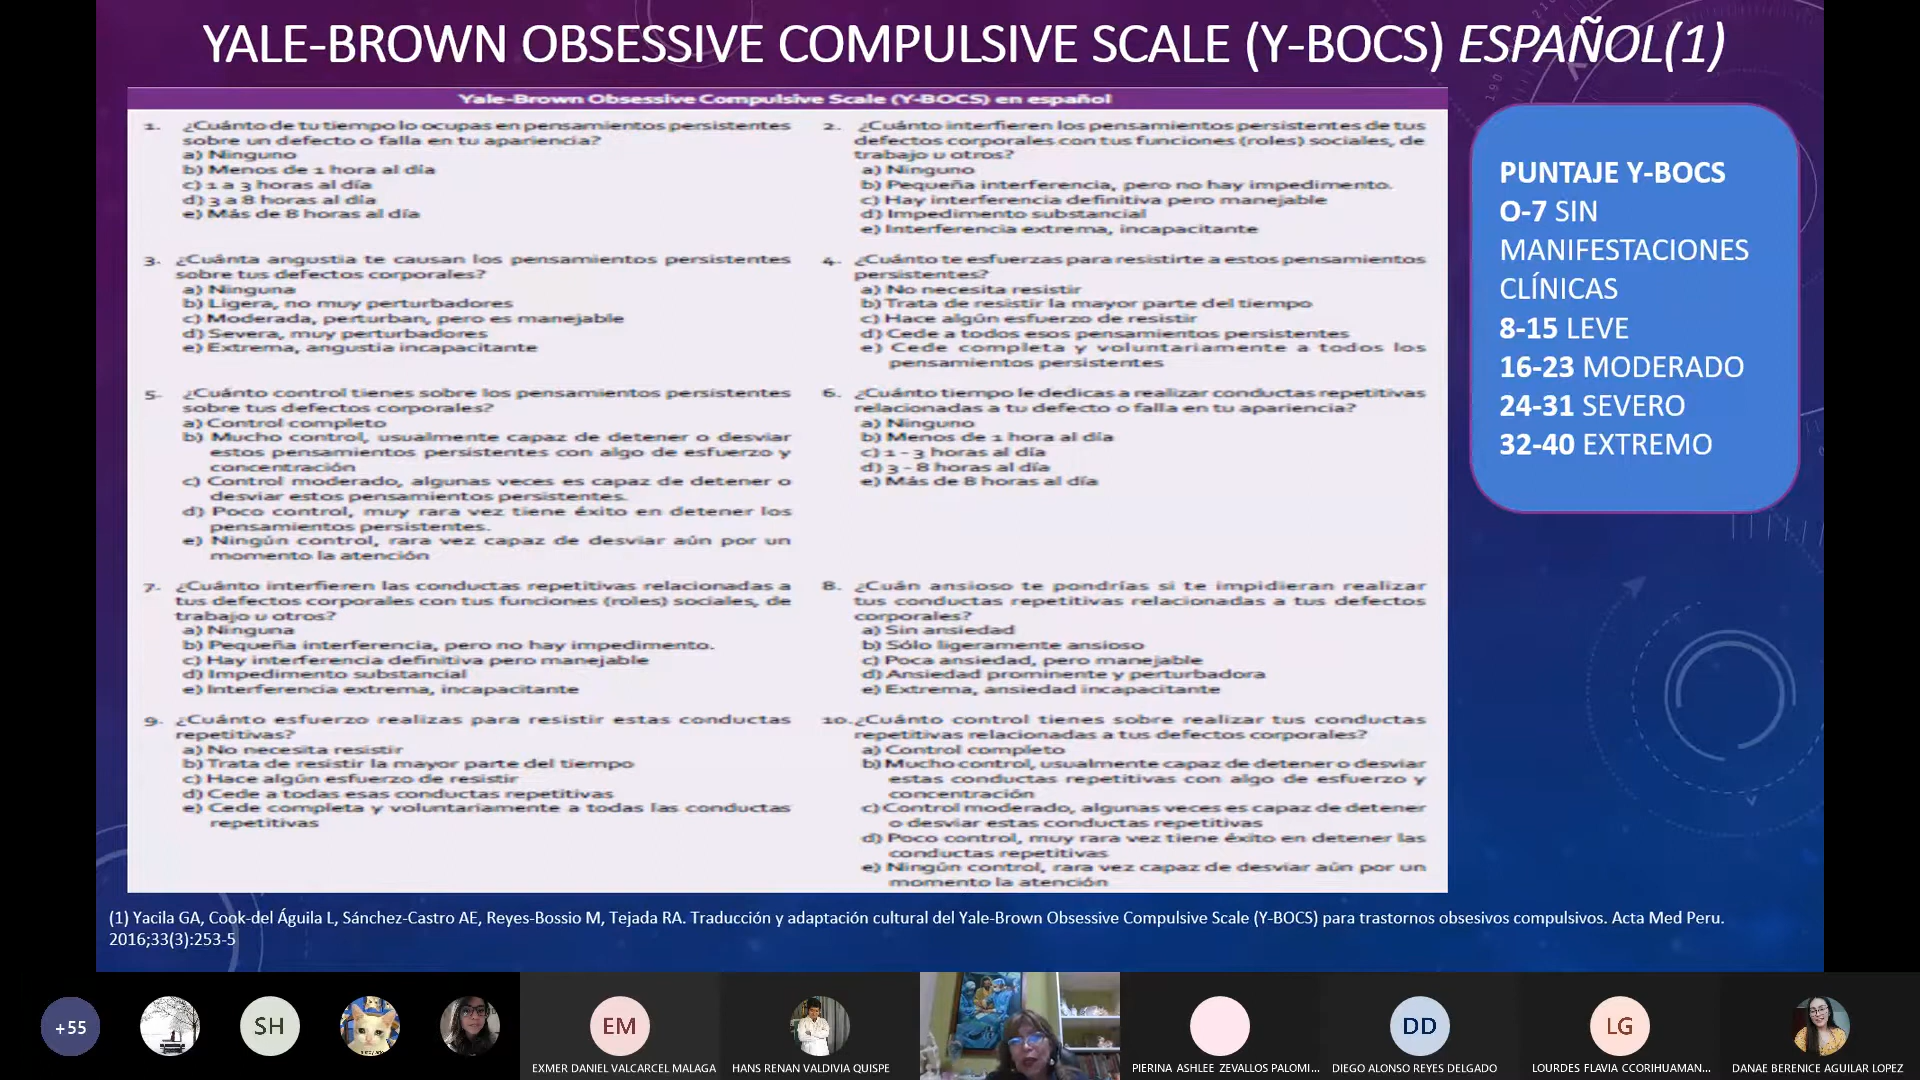 YALE-BROWN OBSESSIVE COMPULSIVE SCALE (Y-BOCS) ESPAÑOL(1)
Yale-Brown Obsessive Compulsive Scale (Y-BOCS) en español
1. ¿Cuánto de tu tiempo lo ocupas en pensamientos persistentes
sobre un defecto o falla en tu apariencia?
a) Ninguno
b) Menos de 1 hora al día
c) 1 a 3 horas al día
d) 3 a 8 horas al día
e) Más de 8 horas al día
2. ¿Cuánto interfieren los pensamientos persistentes de tus
defectos corporales con tus funciones (roles) sociales, de
trabajo u otros?
a) Ninguno
b) Pequeña interferencia, pero no hay impedimento.
c) Hay interferencia definitiva pero manejable
d) Impedimento substancial
e) Interferencia extrema, incapacitante
3. ¿Cuánta angustia te causan los pensamientos persistentes
sobre tus defectos corporales?
a) Ninguna
b) Ligera, no muy perturbadores
c) Moderada, perturban, pero es manejable
d) Severa, muy perturbadores
e) Extrema, angustia incapacitante
4. ¿Cuánto te esfuerzas para resistirte a estos pensamientos
persistentes?
a) No necesita resistir
b) Trata de resistir la mayor parte del tiempo
c) Hace algún esfuerzo de resistir
d) Cede a todos esos pensamientos persistentes
e) Cede completa y voluntariamente a todos los
pensamientos persistentes
5. ¿Cuánto control tienes sobre los pensamientos persistentes
sobre tus defectos corporales?
a) Control completo
b) Mucho control, usualmente capaz de detener o desviar
estos pensamientos persistentes con algo de esfuerzo y
concentración
c) Control moderado, algunas veces es capaz de detener o
desviar estos pensamientos persistentes.
d) Poco control, muy rara vez tiene éxito en detener los
pensamientos persistentes.
e) Ningún control, rara vez capaz de desviar aún por un
momento la atención
6. ¿Cuánto tiempo le dedicas a realizar conductas repetitivas
relacionadas a tu defecto o falla en tu apariencia?
a) Ninguno
b) Menos de 1 hora al día
c) 1 - 3 horas al día
d) 3 - 8 horas al día
e) Más de 8 horas al día
7. ¿Cuánto interfieren las conductas repetitivas relacionadas a
tus defectos corporales con tus funciones (roles) sociales, de
trabajo u otros?
a) Ninguna
b) Pequeña interferencia, pero no hay impedimento.
c) Hay interferencia definitiva pero manejable
d) Impedimento substancial
e) Interferencia extrema, incapacitante
8. ¿Cuán ansioso te pondrías si te impidieran realizar
tus conductas repetitivas relacionadas a tus defectos
corporales?
a) Sin ansiedad
b) Sólo ligeramente ansioso
c) Poca ansiedad, pero manejable
d) Ansiedad prominente y perturbadora
e) Extrema, ansiedad incapacitante
9. ¿Cuánto esfuerzo realizas para resistir estas conductas
repetitivas?
a) No necesita resistir
b) Trata de resistir la mayor parte del tiempo
c) Hace algún esfuerzo de resistir
d) Cede a todas esas conductas repetitivas
e) Cede completa y voluntariamente a todas las conductas
repetitivas
10. ¿Cuánto control tienes sobre realizar tus conductas
repetitivas relacionadas a tus defectos corporales?
a) Control completo
b) Mucho control, usualmente capaz de detener o desviar
estas conductas repetitivas con algo de esfuerzo y
concentración
c) Control moderado, algunas veces es capaz de detener
o desviar estas conductas repetitivas
d) Poco control, muy rara vez tiene éxito en detener las
conductas repetitivas
e) Ningún control, rara vez capaz de desviar aún por un
momento la atención
PUNTAJE Y-BOCS
O-7 SIN
MANIFESTACIONES
CLÍNICAS
8-15 LEVE
16-23 MODERADO
24-31 SEVERO
32-40 EXTREMO
(1) Yacila GA, Cook-del Águila L, Sánchez-Castro AE, Reyes-Bossio M, Tejada RA. Traducción y adaptación cultural del Yale-Brown Obsessive Compulsive Scale (Y-BOCS) para trastornos obsesivos compulsivos. Acta Med Peru.
2016;33(3):253-5
+55
SH
EM
DD
LG
EXMER DANIEL VALCARCEL MALAGA
HANS RENAN VALDIVIA QUISPE
PIERINA ASHLEE ZEVALLOS PALOMI...
DIEGO ALONSO REYES DELGADO
LOURDES FLAVIA CCORIHUAMAN...
DANAE BERENICE AGUILAR LOPEZ